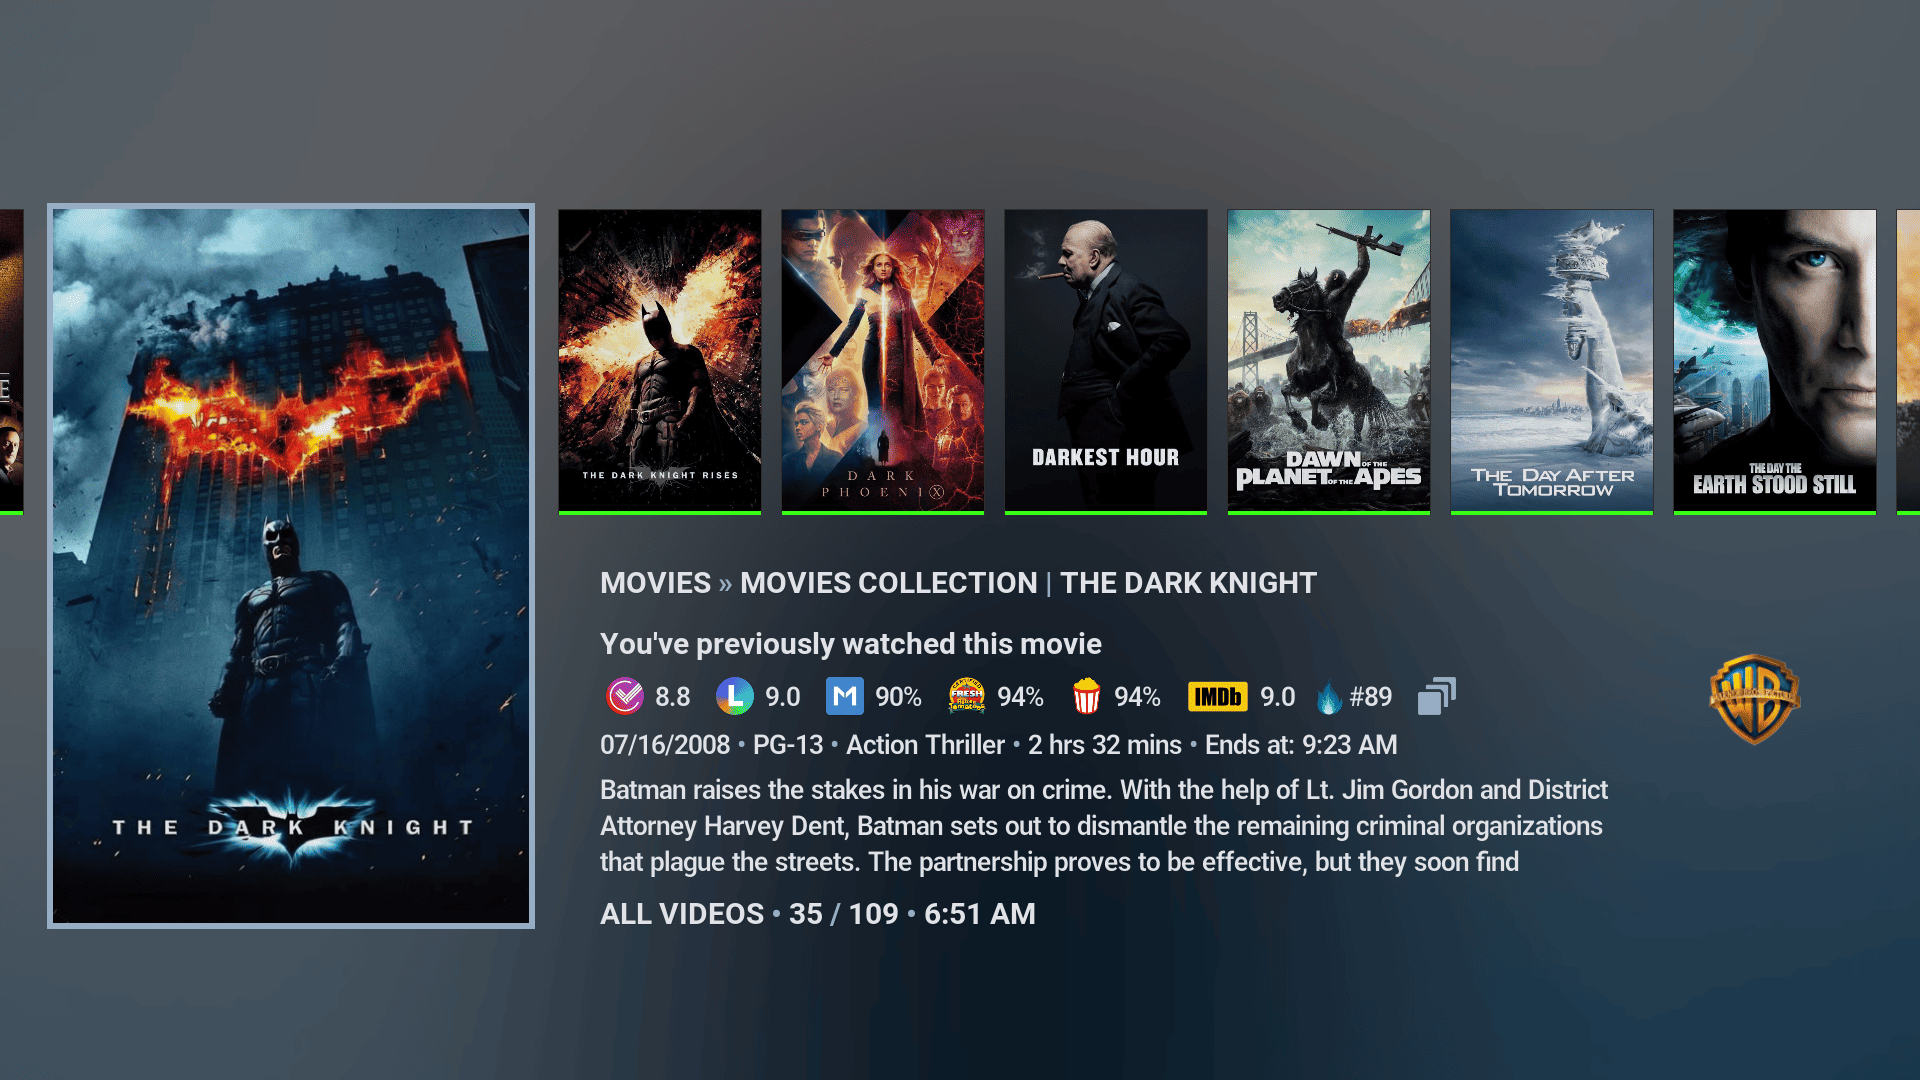 E
THE DARK KNIGHT
THE DARK KNIGHT RISES
DARK
PHOENIX
DARKEST HOUR
DAWN OF THE
PLANET OF THE APES
THE DAY AFTER
TOMORROW
THE DAY THE
EARTH STOOD STILL
MOVIES » MOVIES COLLECTION | THE DARK KNIGHT
You've previously watched this movie
8.8 L 9.0 M 90% FRESH 94% 94% IMDb 9.0 #89
07/16/2008 • PG-13 • Action Thriller • 2 hrs 32 mins • Ends at: 9:23 AM
Batman raises the stakes in his war on crime. With the help of Lt. Jim Gordon and District
Attorney Harvey Dent, Batman sets out to dismantle the remaining criminal organizations
that plague the streets. The partnership proves to be effective, but they soon find
ALL VIDEOS • 35 / 109 • 6:51 AM
WB